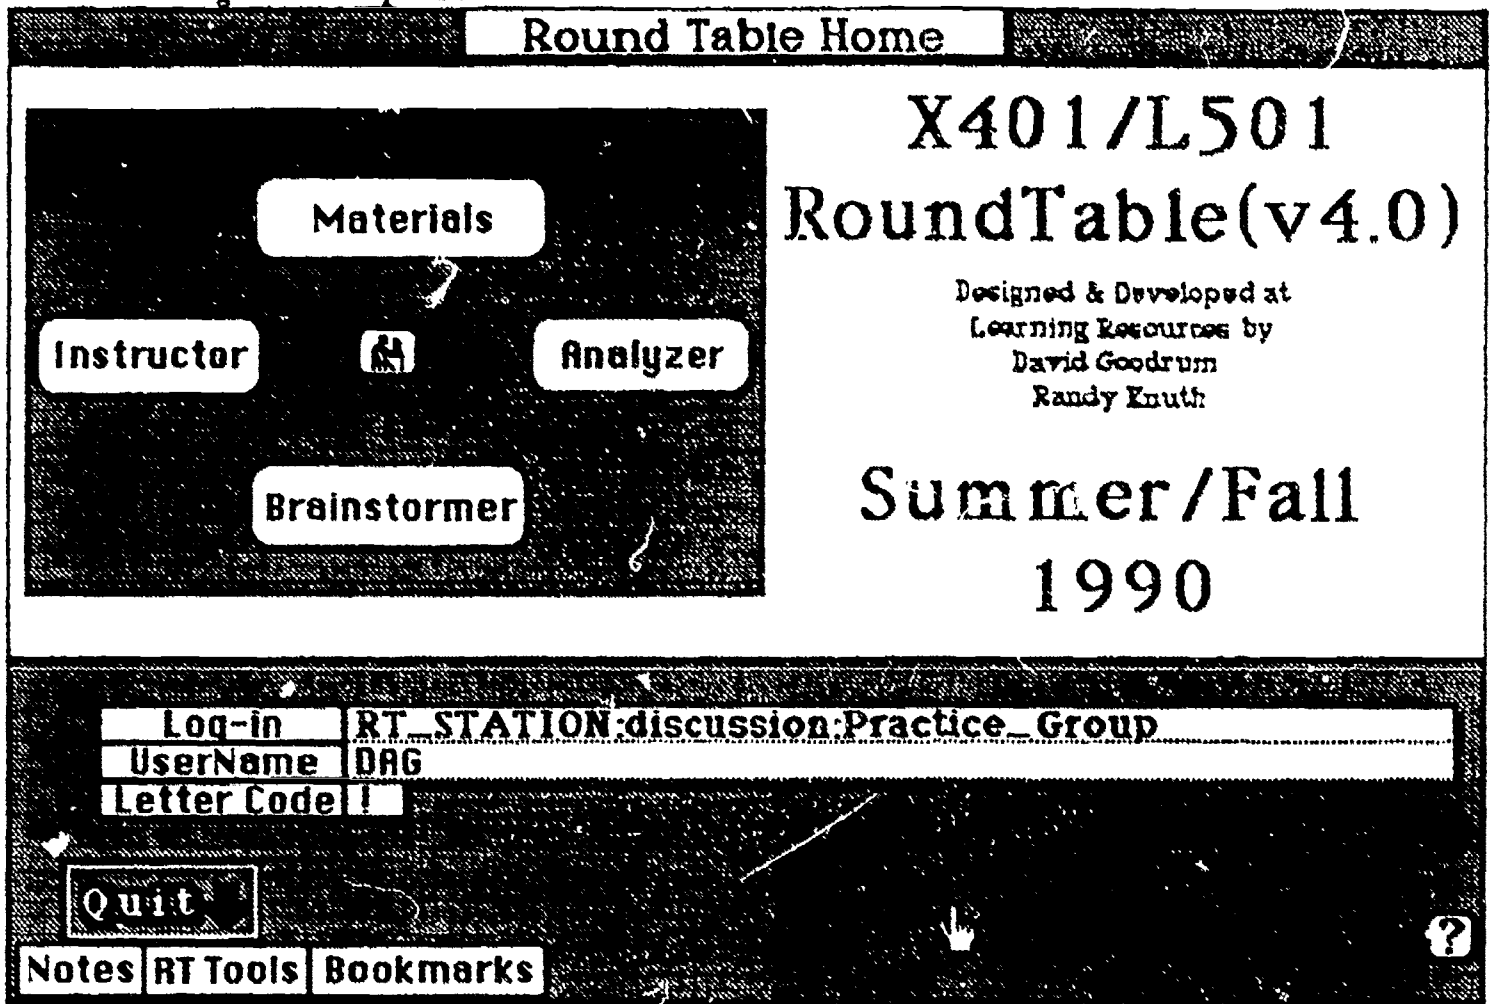 Round Table Home
X401/L501
RoundTable(v4.0)
Designed & Developed at
Learning Resources by
David Goodrum
Randy Knuth
Summer/Fall
1990
Materials
Instructor
Analyzer
Brainstormer
Log-in RT_STATION:discussion:Practice_Group
UserName DAG
Letter Code !
Quit
?
Notes RT Tools Bookmarks